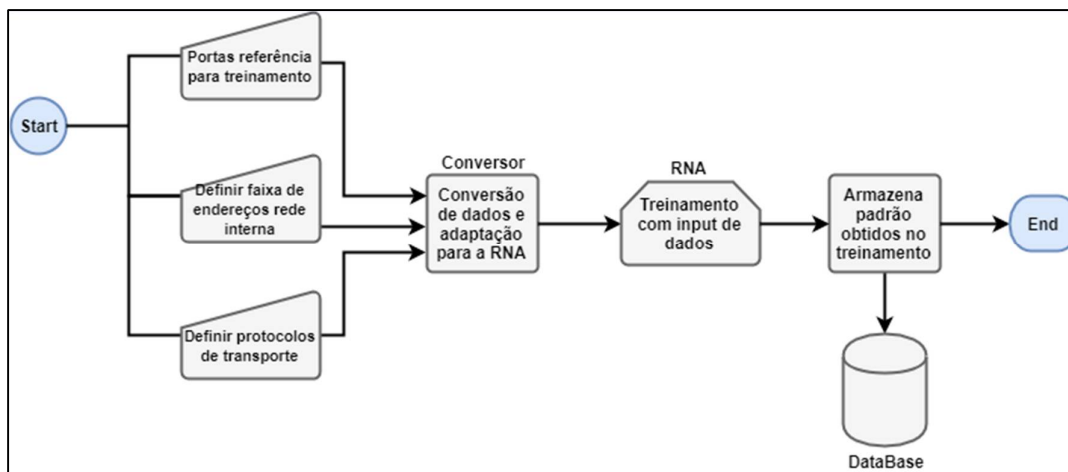 Start
Portas referência
para treinamento
Definir faixa de
endereços rede
interna
Definir protocolos
de transporte
Conversor
Conversão
de dados e
adaptação
para a RNA
RNA
Treinamento
com input de
dados
Armazena
padrão
obtidos no
treinamento
End
DataBase